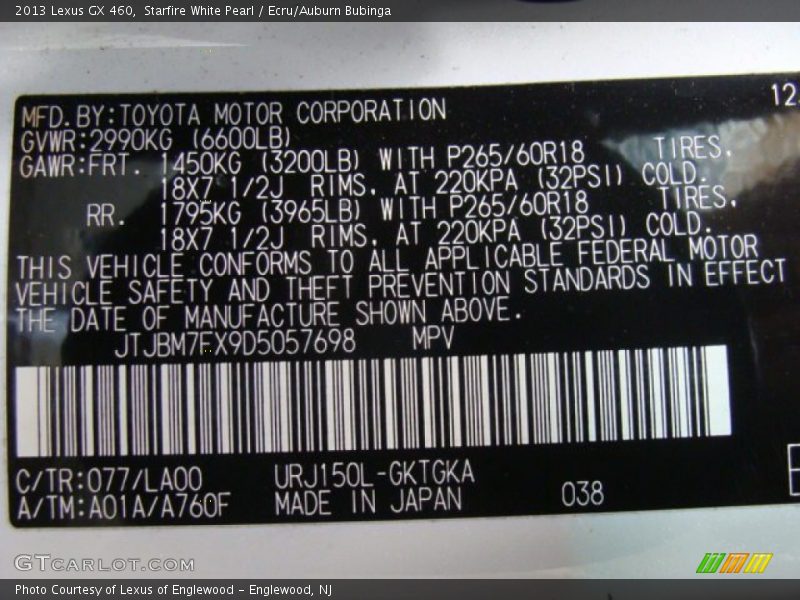 2013 Lexus GX 460, Starfire White Pearl / Ecru/Auburn Bubinga
12.
MFD.BY:TOYOTA MOTOR CORPORATION
GVWR:2990KG (6600LB)
GAWR:FRT. 1450KG (3200LB) WITH P265/60R18 TIRES,
18X7 1/2J RIMS, AT 220KPA (32PSI) COLD.
RR. 1795KG (3965LB) WITH P265/60R18 TIRES,
18X7 1/2J RIMS, AT 220KPA (32PSI) COLD.
THIS VEHICLE CONFORMS TO ALL APPLICABLE FEDERAL MOTOR
VEHICLE SAFETY AND THEFT PREVENTION STANDARDS IN EFFECT
THE DATE OF MANUFACTURE SHOWN ABOVE.
JTJBM7FX9D5057698 MPV
C/TR:077/LA00 URJ150L-GKTGKA
A/TM:A01A/A760F MADE IN JAPAN 038
GTCARLOT.COM
Photo Courtesy of Lexus of Englewood – Englewood, NJ